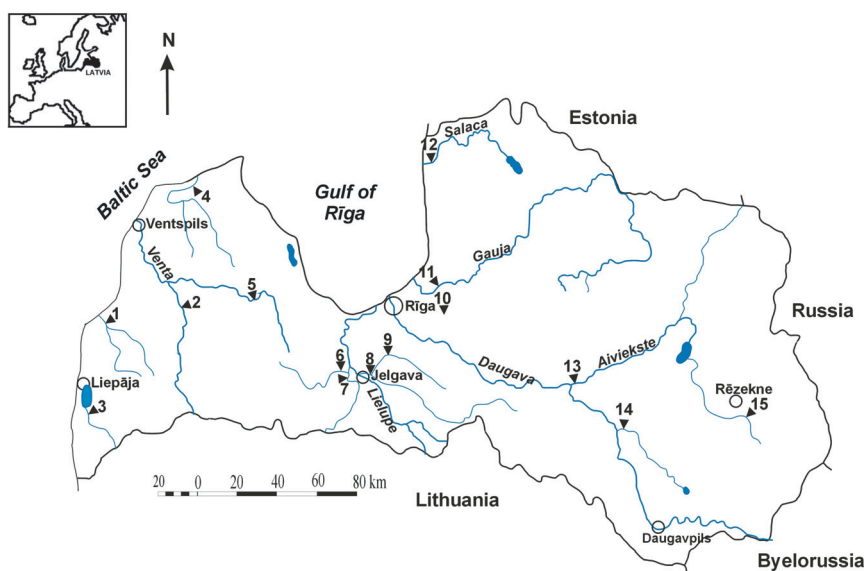 LATVIA
N
Estonia
Salaca
12
Baltic Sea
Gulf of
Rīga
4
Ventspils
Venta
Gauja
11
5
2
10
Rīga
Russia
1
9
6
8
7
Jelgava
Daugava
13
Aiviekste
Liepāja
3
Lielupe
Rēzekne
15
14
20 0 20 40 60 80 km
Lithuania
Daugavpils
Byelorussia